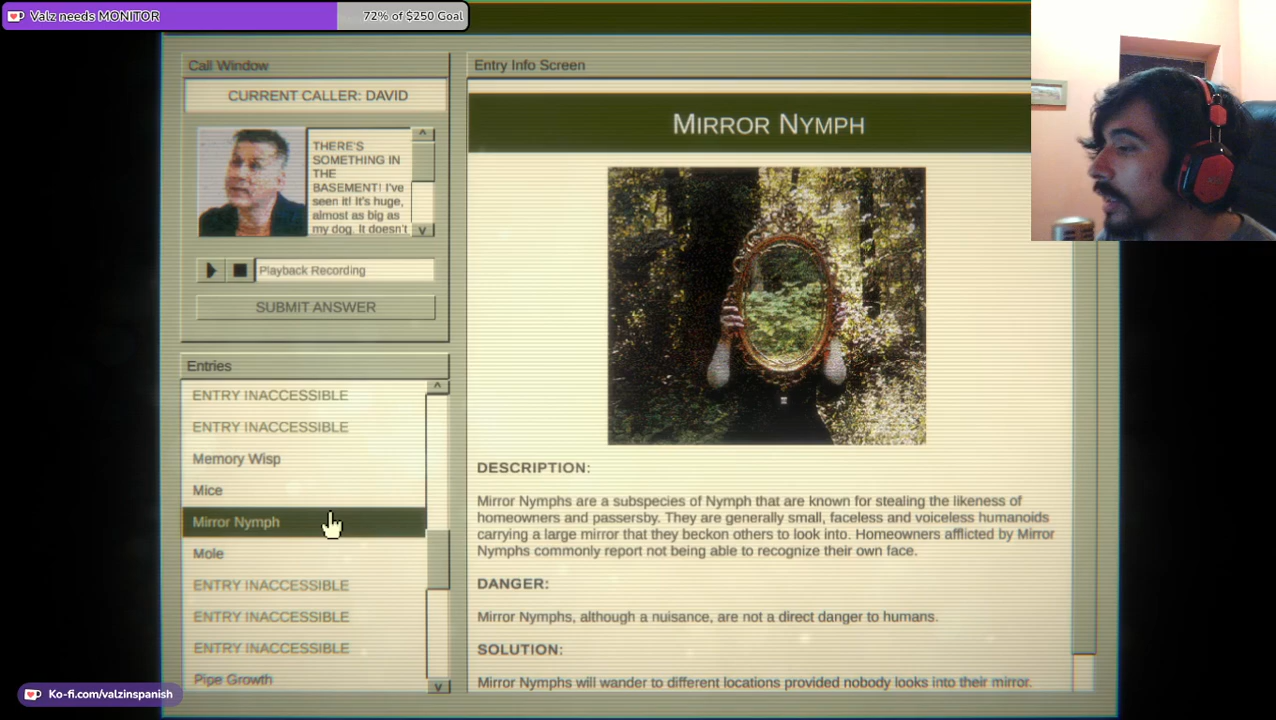 Valz needs MONITOR
72% of $250 Goal
Call Window
CURRENT CALLER: DAVID
THERE'S
SOMETHING IN
THE
BASEMENT! I've
seen it! It's huge,
almost as big as
my dog. It doesn't
Playback Recording
SUBMIT ANSWER
Entries
ENTRY INACCESSIBLE
ENTRY INACCESSIBLE
Memory Wisp
Mice
Mirror Nymph
Mole
ENTRY INACCESSIBLE
ENTRY INACCESSIBLE
ENTRY INACCESSIBLE
Pipe Growth
Ko-fi.com/valzinspanish
Entry Info Screen
MIRROR NYMPH
DESCRIPTION:
Mirror Nymphs are a subspecies of Nymph that are known for stealing the likeness of
homeowners and passersby. They are generally small, faceless and voiceless humanoids
carrying a large mirror that they beckon others to look into. Homeowners afflicted by Mirror
Nymphs commonly report not being able to recognize their own face.
DANGER:
Mirror Nymphs, although a nuisance, are not a direct danger to humans.
SOLUTION:
Mirror Nymphs will wander to different locations provided nobody looks into their mirror.